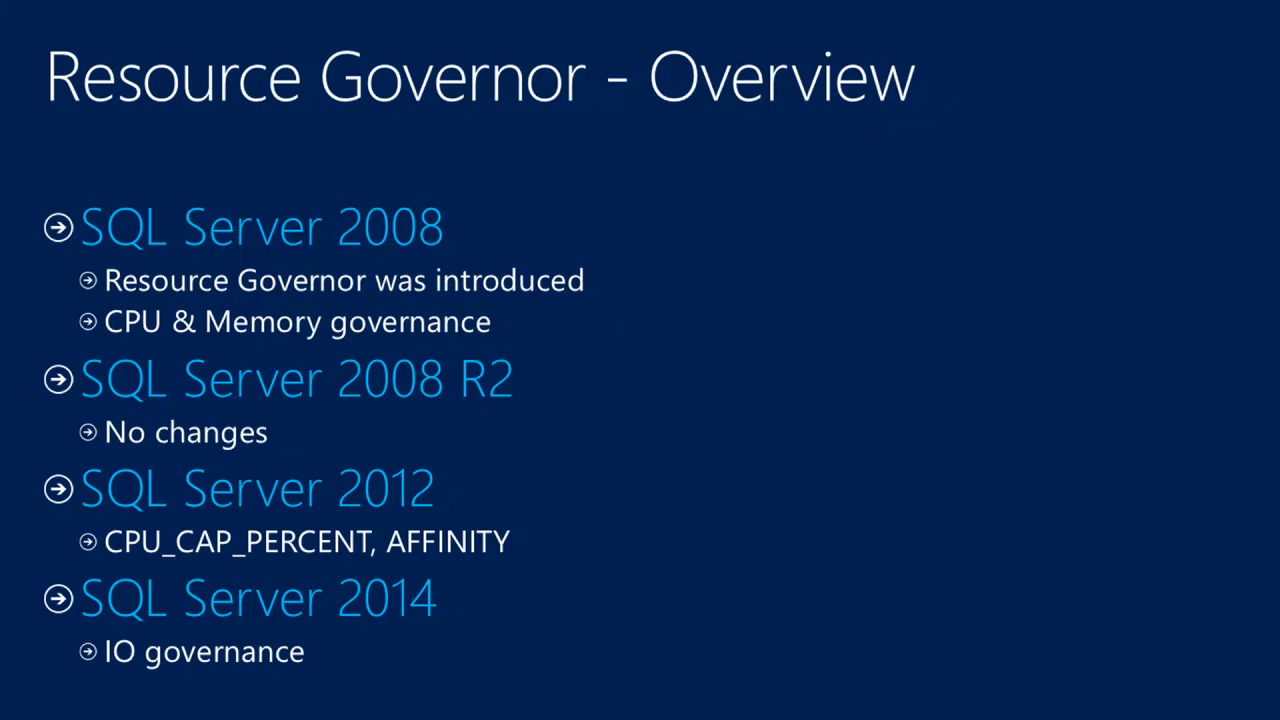 Resource Governor - Overview
SQL Server 2008
Resource Governor was introduced
CPU & Memory governance
SQL Server 2008 R2
No changes
SQL Server 2012
CPU_CAP_PERCENT, AFFINITY
SQL Server 2014
IO governance